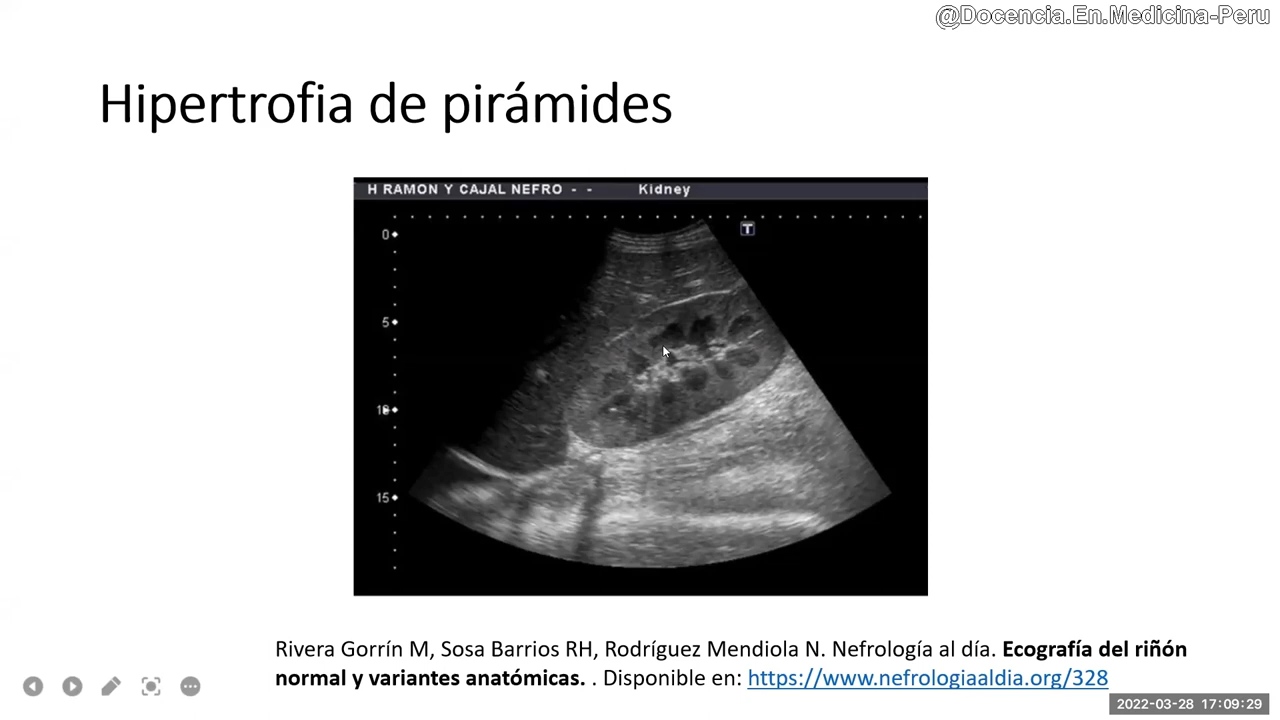 @Docencia.En.Medicina-Peru
Hipertrofia de pirámides
H RAMON Y CAJAL NEFRO - - Kidney
T
0
5
10
15
Rivera Gorrín M, Sosa Barrios RH, Rodríguez Mendiola N. Nefrología al día. Ecografía del riñón
normal y variantes anatómicas. . Disponible en: https://www.nefrologiaaldia.org/328
2022-03-28 17:09:29